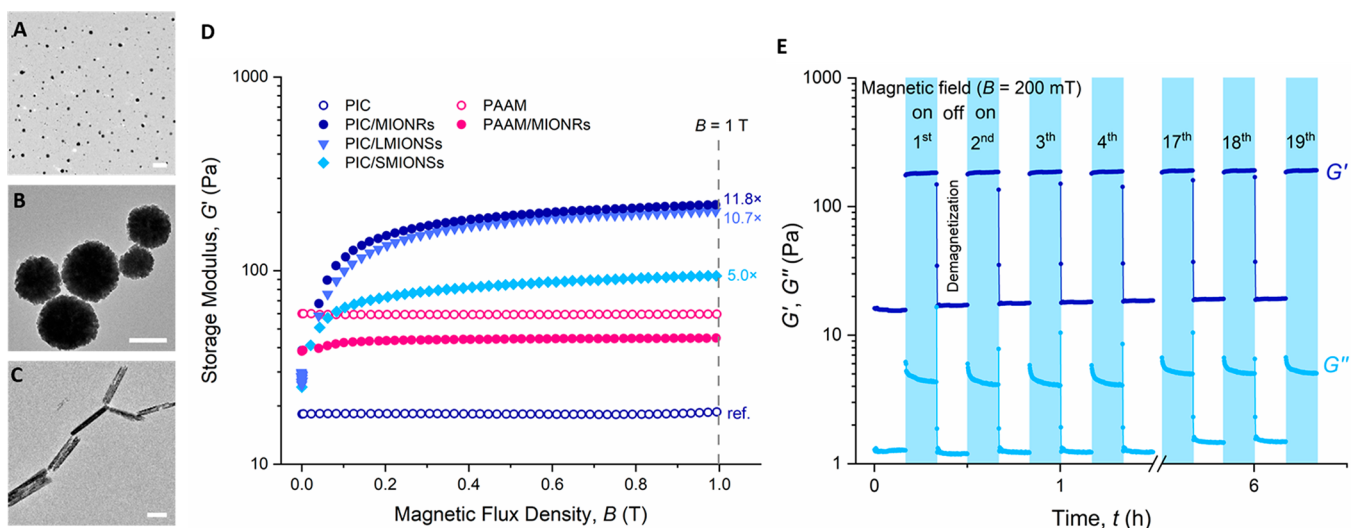 A
B
C
D
1000
100
10
Storage Modulus, G' (Pa)
PIC
PIC/MIONRs
PIC/LMIONSs
PIC/SMIONSs
PAAM
PAAM/MIONRs
B = 1 T
11.8×
10.7×
5.0×
ref.
0.0 0.2 0.4 0.6 0.8 1.0
Magnetic Flux Density, B (T)
E
1000
100
10
1
G', G″ (Pa)
Magnetic field (B = 200 mT)
on off on
1st 2nd 3th 4th 17th 18th 19th
Demagnetization
G'
G″
0 1 6
Time, t (h)